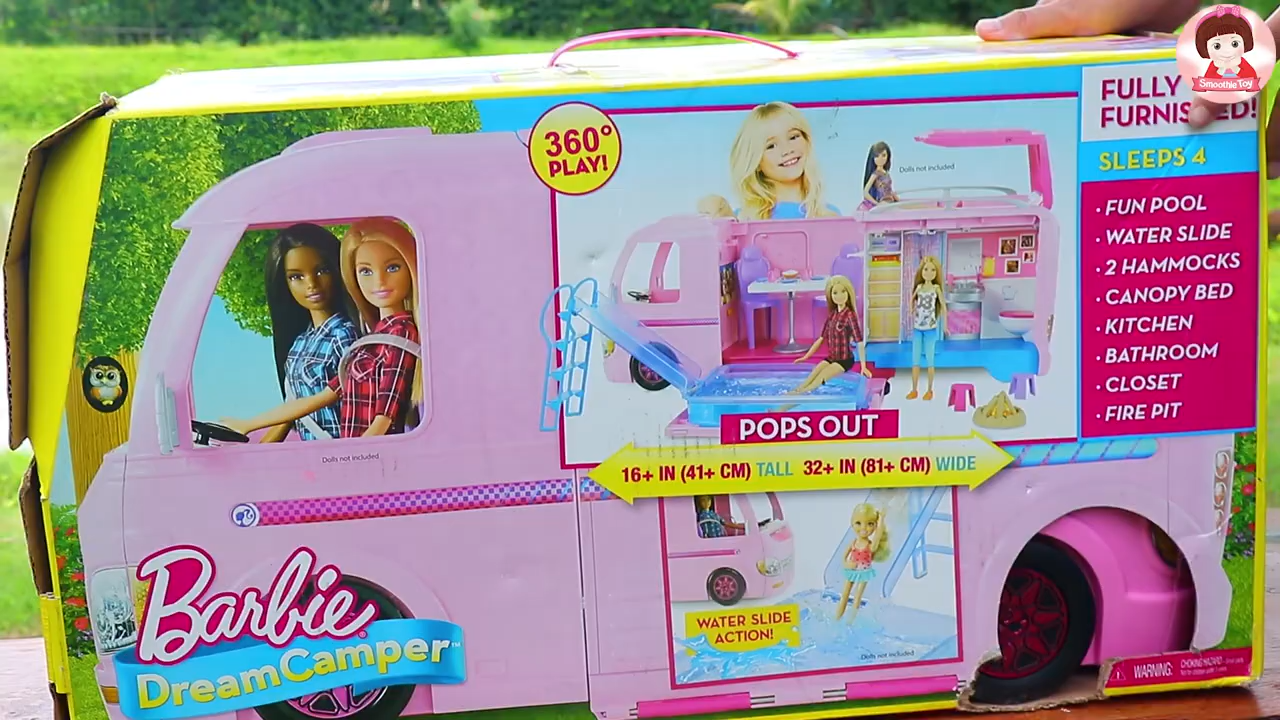 Smoothie Toy
360°
PLAY!
FULLY
FURNISHED!
SLEEPS 4
· FUN POOL
· WATER SLIDE
· 2 HAMMOCKS
· CANOPY BED
· KITCHEN
· BATHROOM
· CLOSET
· FIRE PIT
Dolls not included
POPS OUT
16+ IN (41+ CM) TALL 32+ IN (81+ CM) WIDE
Dolls not included
WATER SLIDE
ACTION!
Dolls not included
Barbie®
DreamCamper™
WARNING: CHOKING HAZARD